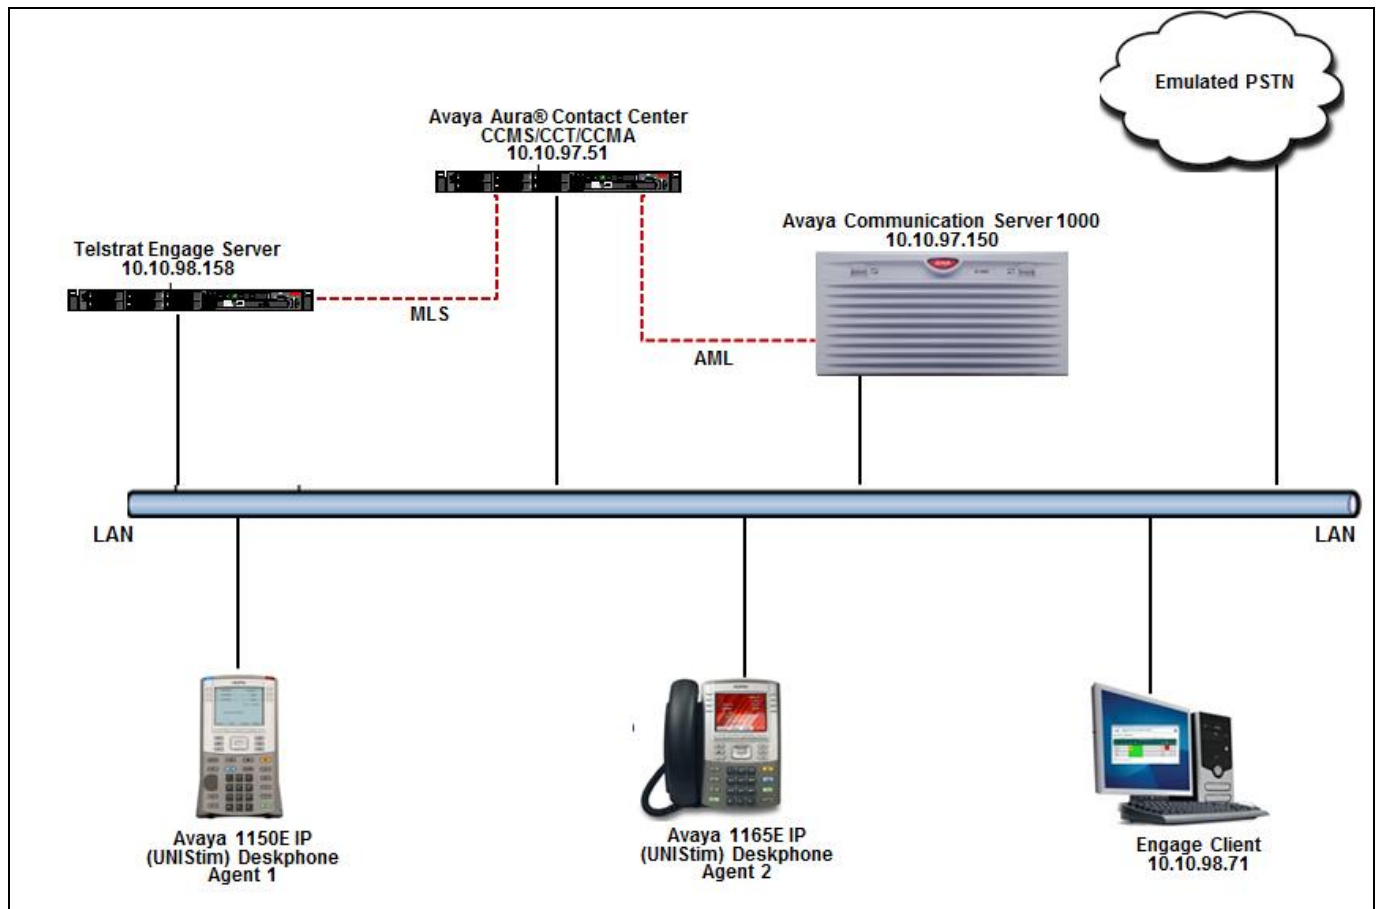 Emulated PSTN
Avaya Aura® Contact Center
CCMS/CCT/CCMA
10.10.97.51
Avaya Communication Server 1000
10.10.97.150
Telstrat Engage Server
10.10.98.158
MLS
AML
LAN
LAN
Avaya 1150E IP
(UNIStim) Deskphone
Agent 1
Avaya 1165E IP
(UNIStim) Deskphone
Agent 2
Engage Client
10.10.98.71